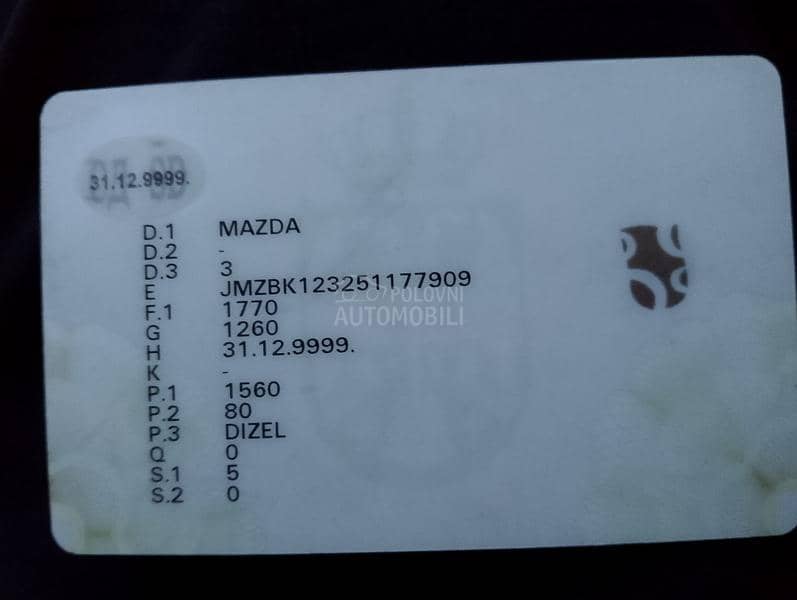 31.12.9999.
D.1 MAZDA
D.2 -
D.3 3
E JMZBK123251177909
F.1 1770
G 1260
H 31.12.9999.
K -
P.1 1560
P.2 80
P.3 DIZEL
Q 0
S.1 5
S.2 0
POLOVNI
AUTOMOBILI